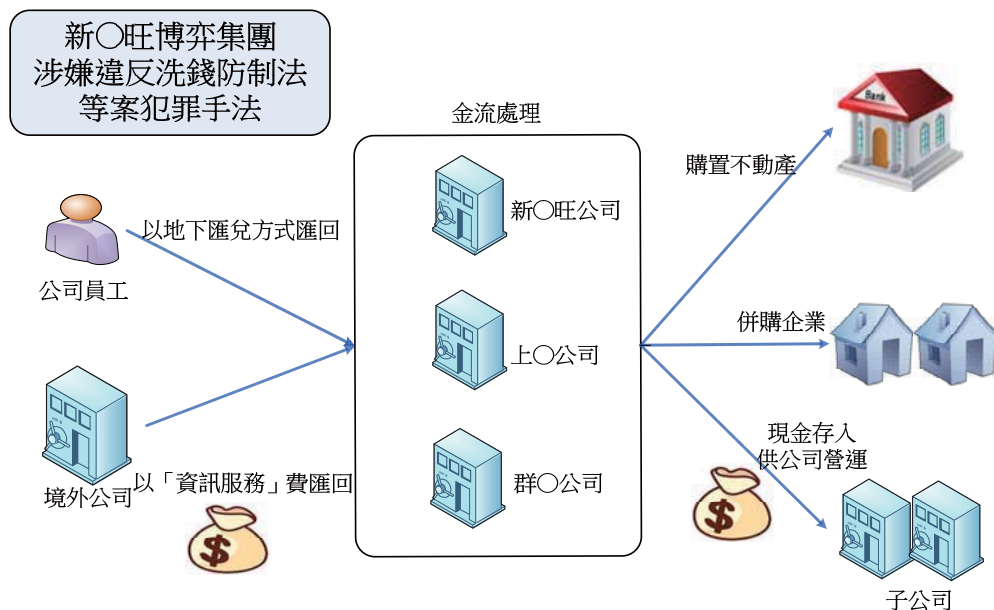 新○旺博弈集團
涉嫌違反洗錢防制法
等案犯罪手法
金流處理
Bank
購置不動產
新○旺公司
以地下匯兌方式匯回
公司員工
併購企業
上○公司
現金存入
供公司營運
以「資訊服務」費匯回
群○公司
境外公司
子公司